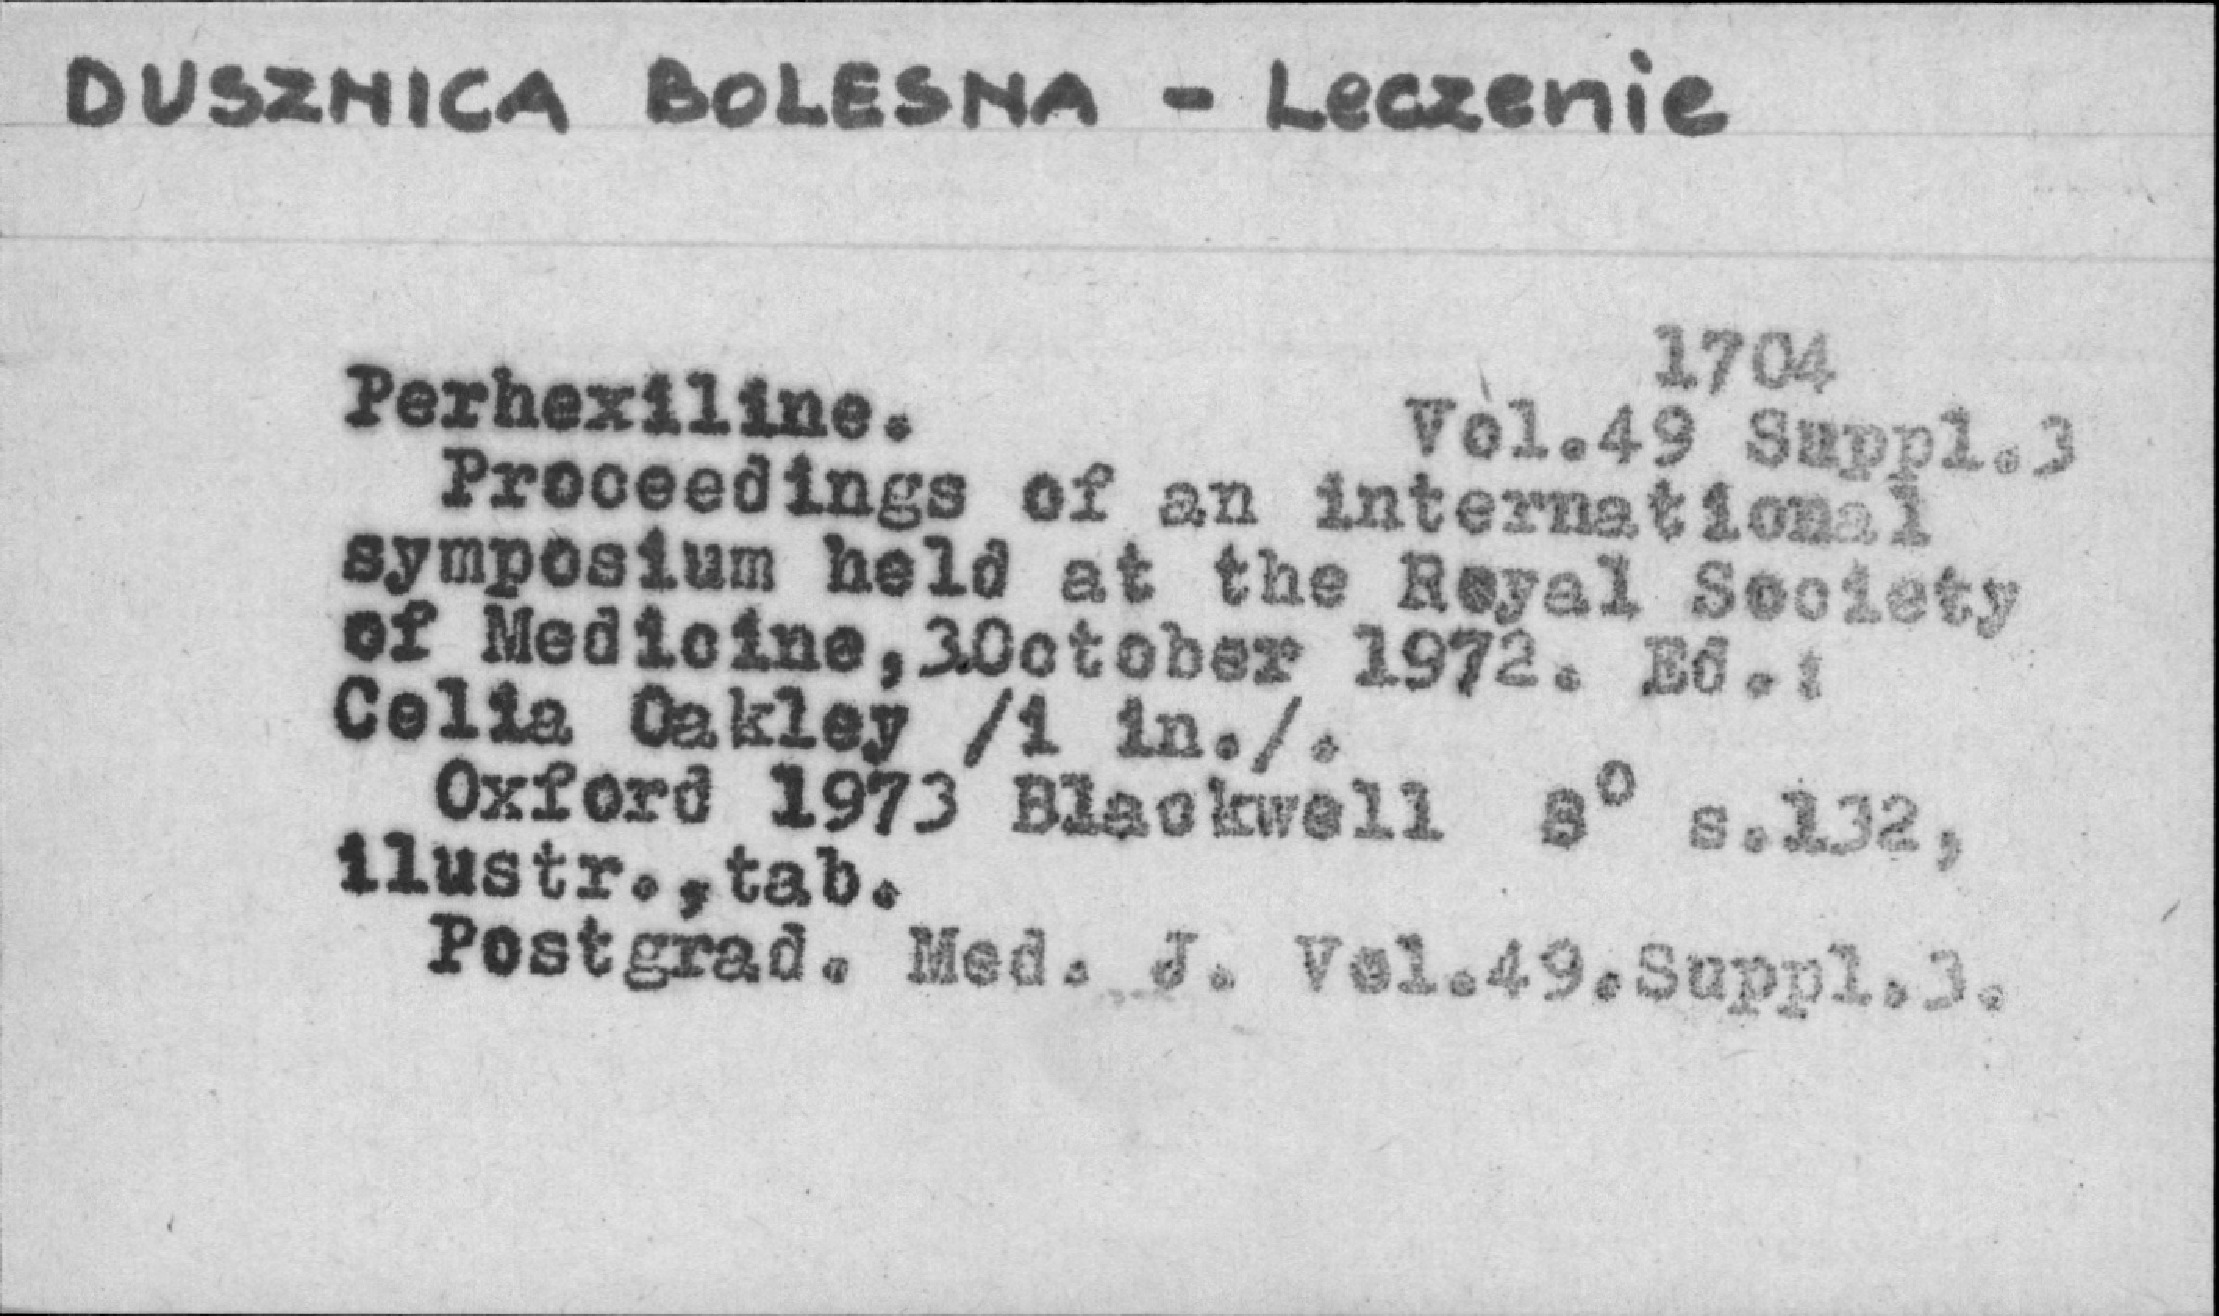 DUSZNICA BOLESNA - Leczenie
1704
Perhexiline. Vol.49 Suppl.3
Proceedings of an international
symposium held at the Royal Society
of Medicine,3.October 1972. Ed.:
Celia Oakley /i in./.
Oxford 1973 Blackwell 8° s.132,
ilustr.,tab.
Postgrad. Med. J. Vol.49.Suppl.3.